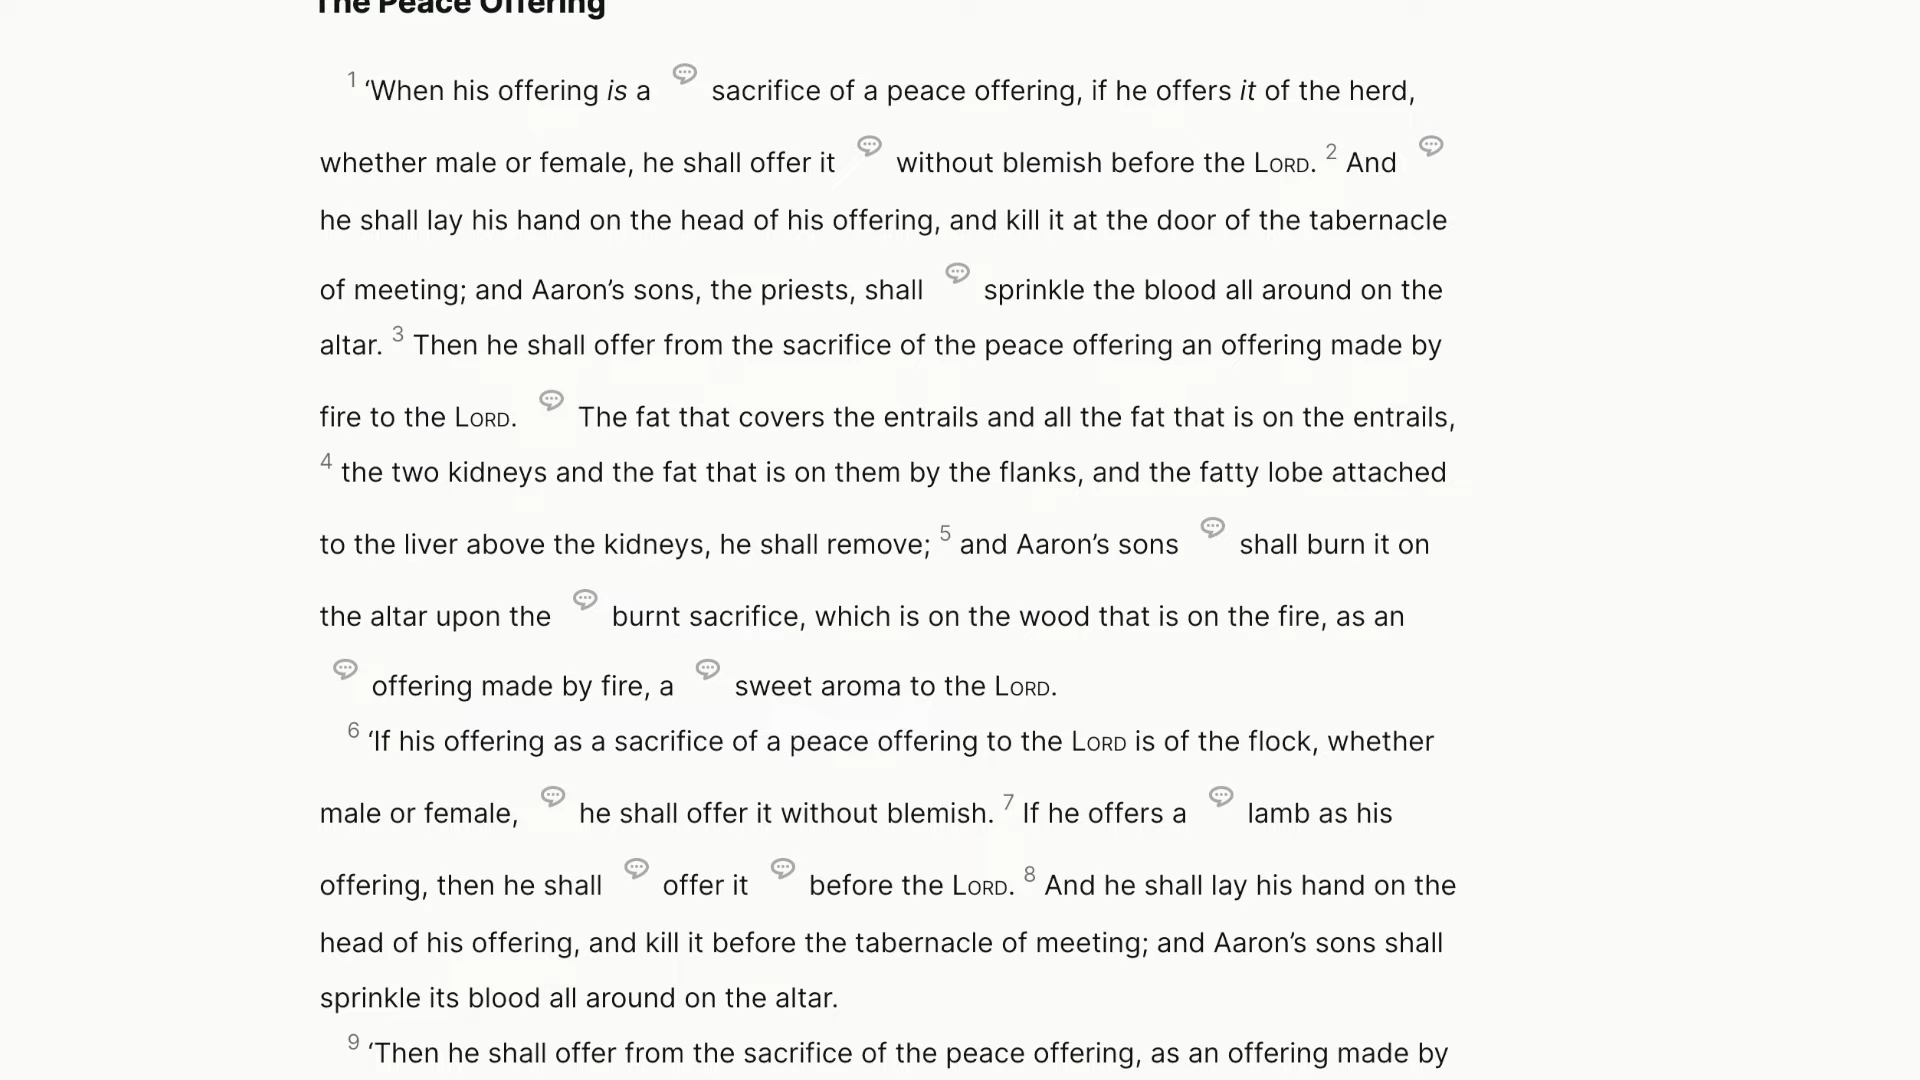 The Peace Offering
1 ‘When his offering is a sacrifice of a peace offering, if he offers it of the herd,
whether male or female, he shall offer it without blemish before the LORD. 2 And
he shall lay his hand on the head of his offering, and kill it at the door of the tabernacle
of meeting; and Aaron’s sons, the priests, shall sprinkle the blood all around on the
altar. 3 Then he shall offer from the sacrifice of the peace offering an offering made by
fire to the LORD. The fat that covers the entrails and all the fat that is on the entrails,
4 the two kidneys and the fat that is on them by the flanks, and the fatty lobe attached
to the liver above the kidneys, he shall remove; 5 and Aaron’s sons shall burn it on
the altar upon the burnt sacrifice, which is on the wood that is on the fire, as an
offering made by fire, a sweet aroma to the LORD.
6 ‘If his offering as a sacrifice of a peace offering to the LORD is of the flock, whether
male or female, he shall offer it without blemish. 7 If he offers a lamb as his
offering, then he shall offer it before the LORD. 8 And he shall lay his hand on the
head of his offering, and kill it before the tabernacle of meeting; and Aaron’s sons shall
sprinkle its blood all around on the altar.
9 ‘Then he shall offer from the sacrifice of the peace offering, as an offering made by